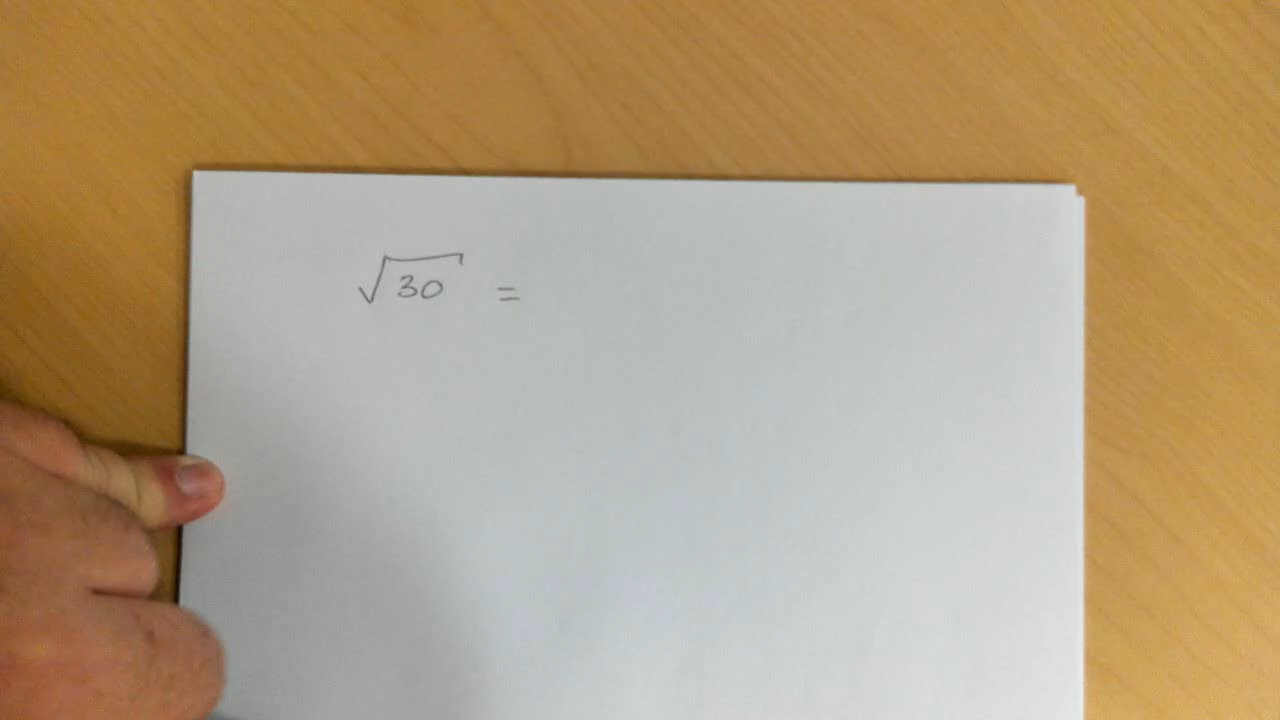 √30 =